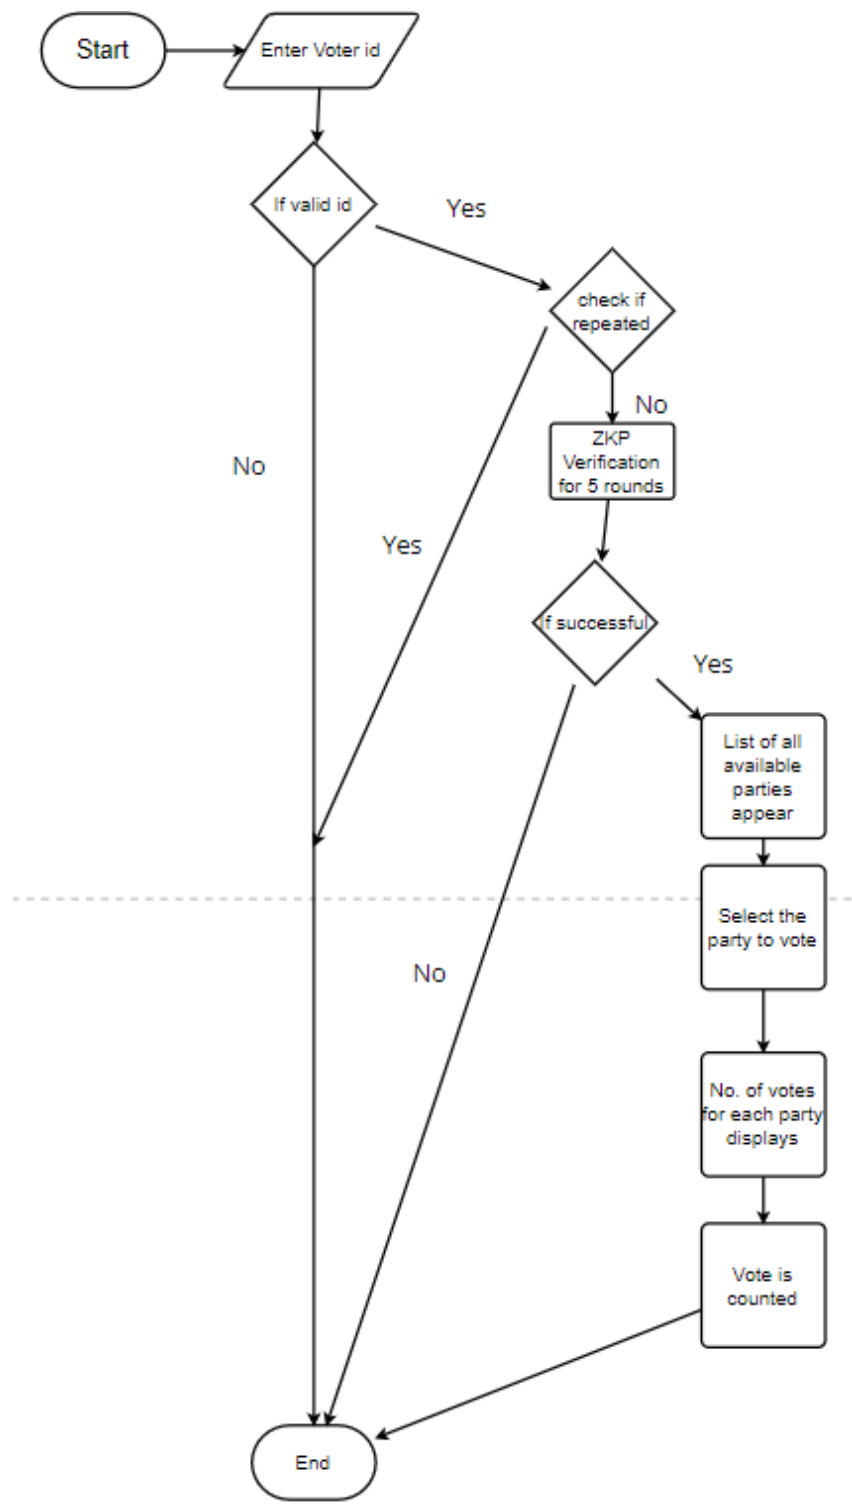 Start
Enter Voter id
If valid id
Yes
check if
repeated
No
ZKP
Verification
for 5 rounds
No
Yes
If successful
Yes
List of all
available
parties
appear
Select the
party to vote
No
No. of votes
for each party
displays
Vote is
counted
End